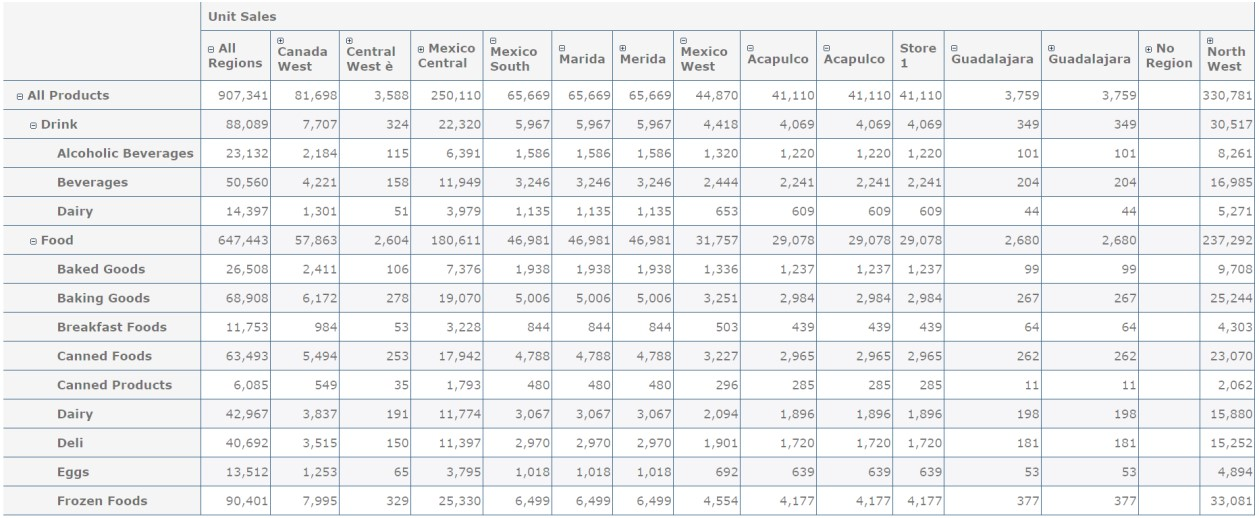 Unit Sales
All Regions Canada West Central West è Mexico Central Mexico South Marida Merida Mexico West Acapulco Acapulco Store 1 Guadalajara Guadalajara No Region North West
All Products 907,341 81,698 3,588 250,110 65,669 65,669 65,669 44,870 41,110 41,110 41,110 3,759 3,759 330,781
Drink 88,089 7,707 324 22,320 5,967 5,967 5,967 4,418 4,069 4,069 4,069 349 349 30,517
Alcoholic Beverages 23,132 2,184 115 6,391 1,586 1,586 1,586 1,320 1,220 1,220 1,220 101 101 8,261
Beverages 50,560 4,221 158 11,949 3,246 3,246 3,246 2,444 2,241 2,241 2,241 204 204 16,985
Dairy 14,397 1,301 51 3,979 1,135 1,135 1,135 653 609 609 609 44 44 5,271
Food 647,443 57,863 2,604 180,611 46,981 46,981 46,981 31,757 29,078 29,078 29,078 2,680 2,680 237,292
Baked Goods 26,508 2,411 106 7,376 1,938 1,938 1,938 1,336 1,237 1,237 1,237 99 99 9,708
Baking Goods 68,908 6,172 278 19,070 5,006 5,006 5,006 3,251 2,984 2,984 2,984 267 267 25,244
Breakfast Foods 11,753 984 53 3,228 844 844 844 503 439 439 439 64 64 4,303
Canned Foods 63,493 5,494 253 17,942 4,788 4,788 4,788 3,227 2,965 2,965 2,965 262 262 23,070
Canned Products 6,085 549 35 1,793 480 480 480 296 285 285 285 11 11 2,062
Dairy 42,967 3,837 191 11,774 3,067 3,067 3,067 2,094 1,896 1,896 1,896 198 198 15,880
Deli 40,692 3,515 150 11,397 2,970 2,970 2,970 1,901 1,720 1,720 1,720 181 181 15,252
Eggs 13,512 1,253 65 3,795 1,018 1,018 1,018 692 639 639 639 53 53 4,894
Frozen Foods 90,401 7,995 329 25,330 6,499 6,499 6,499 4,554 4,177 4,177 4,177 377 377 33,081